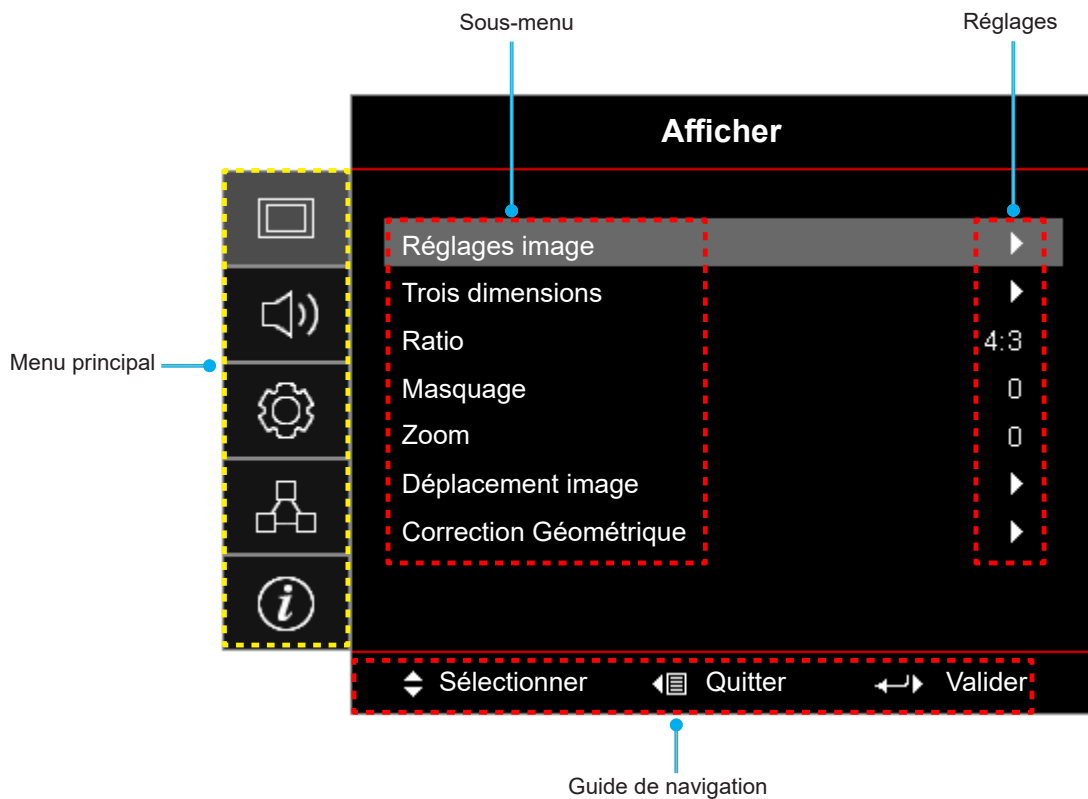 Sous-menu
Réglages
Afficher
Réglages image
Trois dimensions
Ratio 4:3
Menu principal
Masquage 0
Zoom 0
Déplacement image
Correction Géométrique
i
Sélectionner Quitter Valider
Guide de navigation